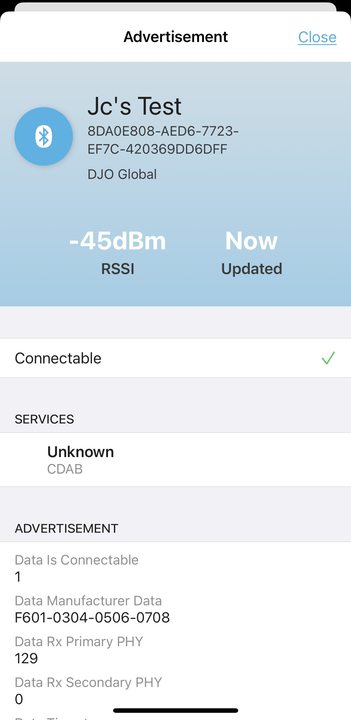 Advertisement
Close
Jc's Test
8DA0E808-AED6-7723-
EF7C-420369DD6DFF
DJO Global
-45dBm
Now
RSSI
Updated
Connectable
SERVICES
Unknown
CDAB
ADVERTISEMENT
Data Is Connectable
1
Data Manufacturer Data
F601-0304-0506-0708
Data Rx Primary PHY
129
Data Rx Secondary PHY
0